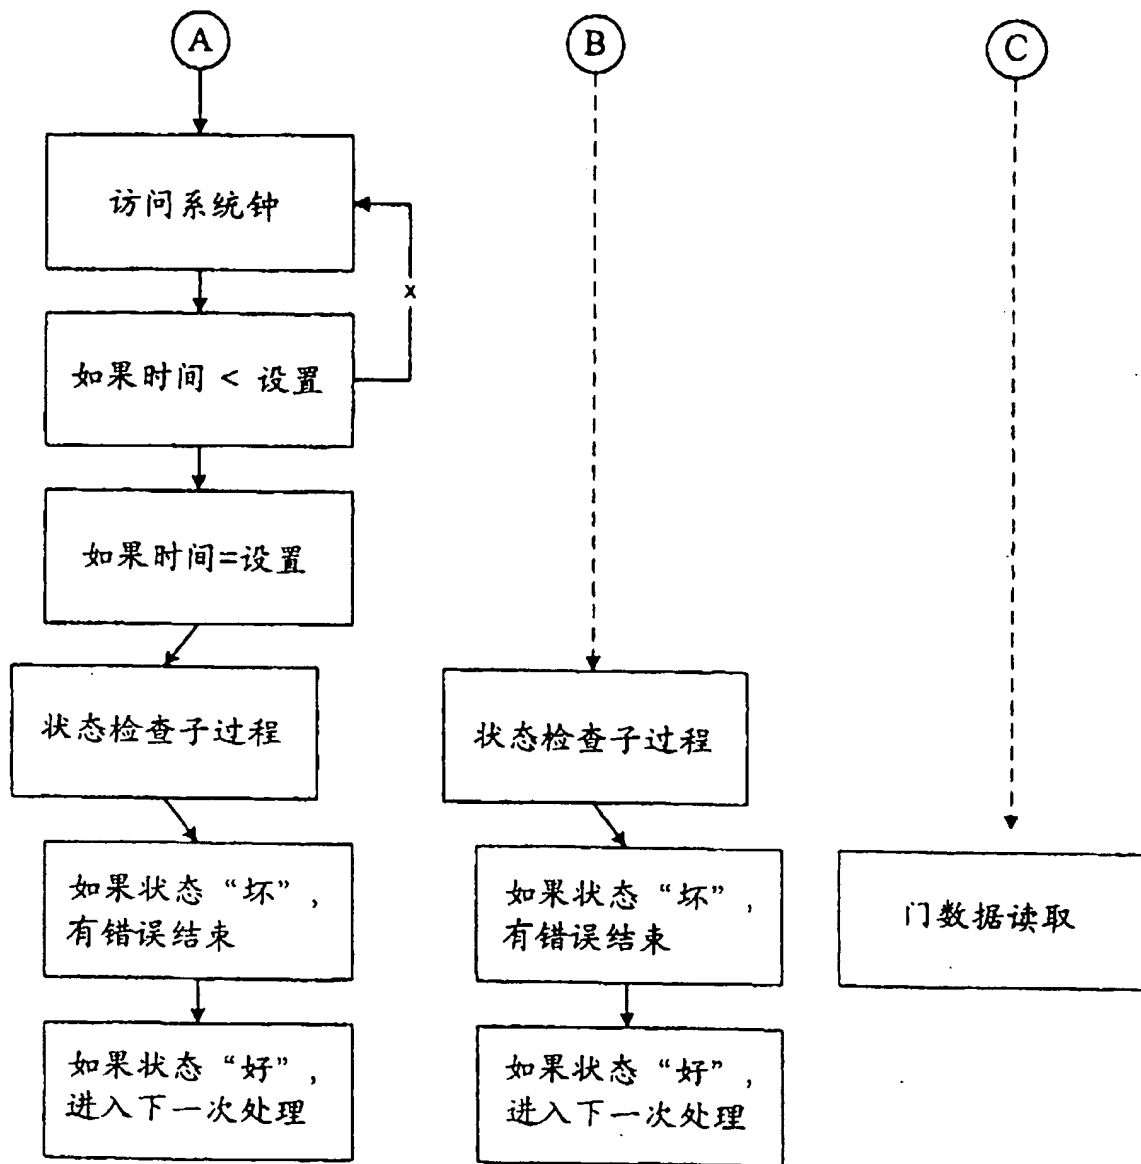 A
B
C
访问系统钟
x
如果时间 < 设置
如果时间=设置
状态检查子过程
状态检查子过程
如果状态“坏”,
有错误结束
如果状态“坏”,
有错误结束
门数据读取
如果状态“好”,
进入下一次处理
如果状态“好”,
进入下一次处理